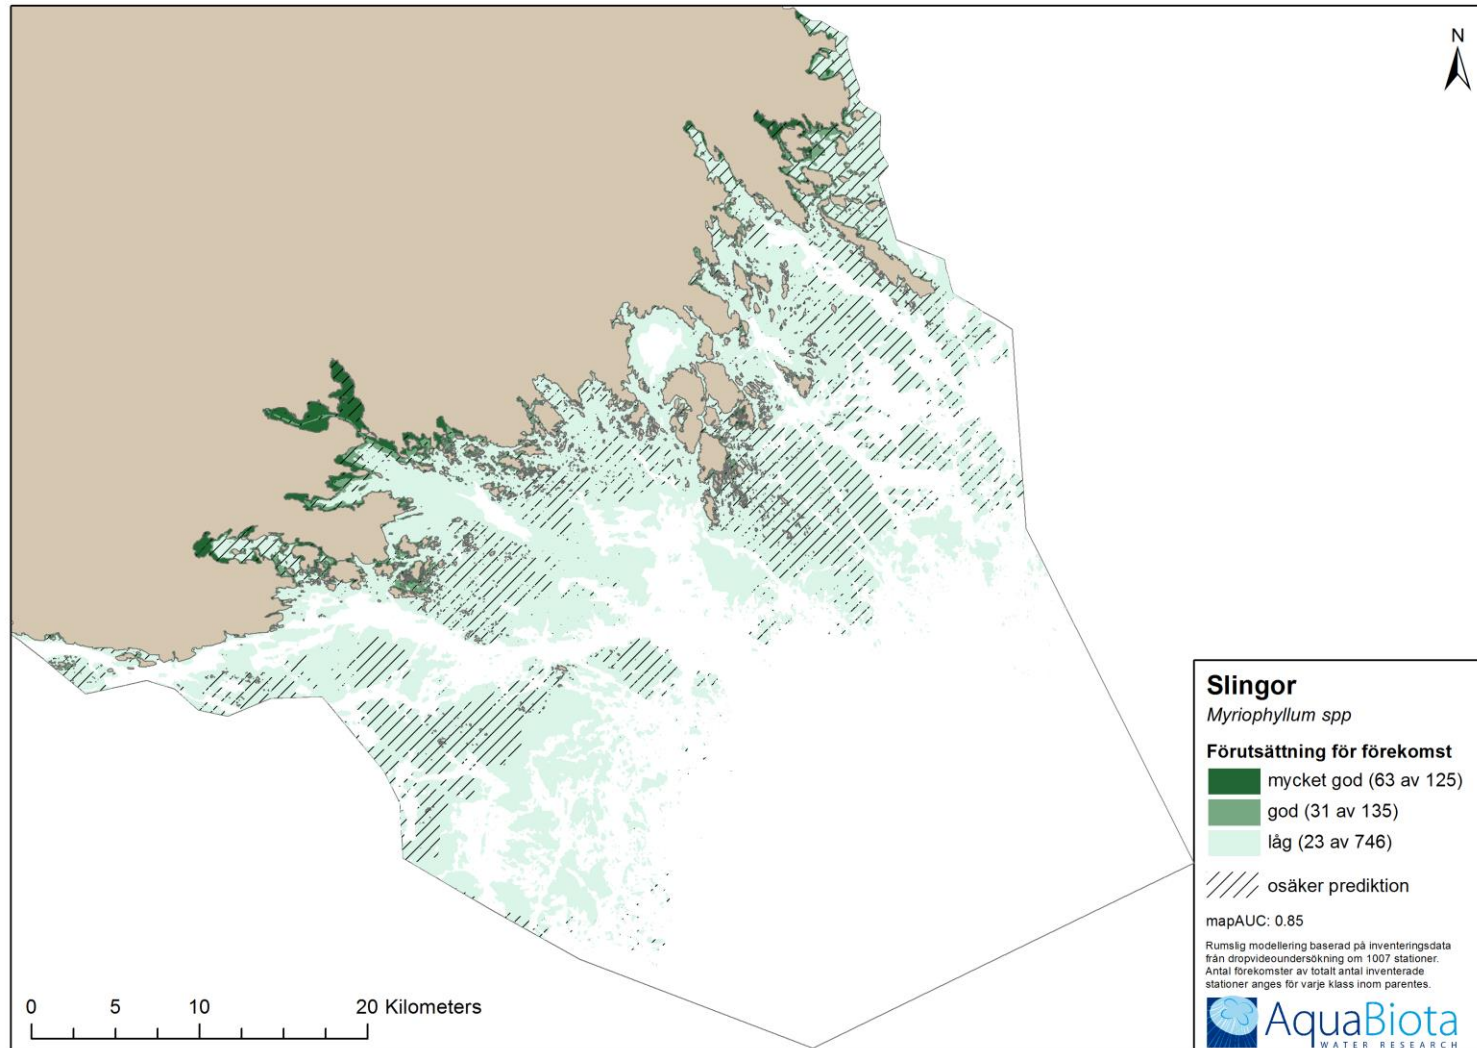 N
Slingor
Myriophyllum spp
Förutsättning för förekomst
mycket god (63 av 125)
god (31 av 135)
låg (23 av 746)
osäker prediktion
mapAUC: 0.85
Rumslig modellering baserad på inventeringsdata
från dropvideoundersökning om 1007 stationer.
Antal förekomster av totalt antal inventerade
stationer anges för varje klass inom parentes.
AquaBiota
WATER RESEARCH
0 5 10 20 Kilometers